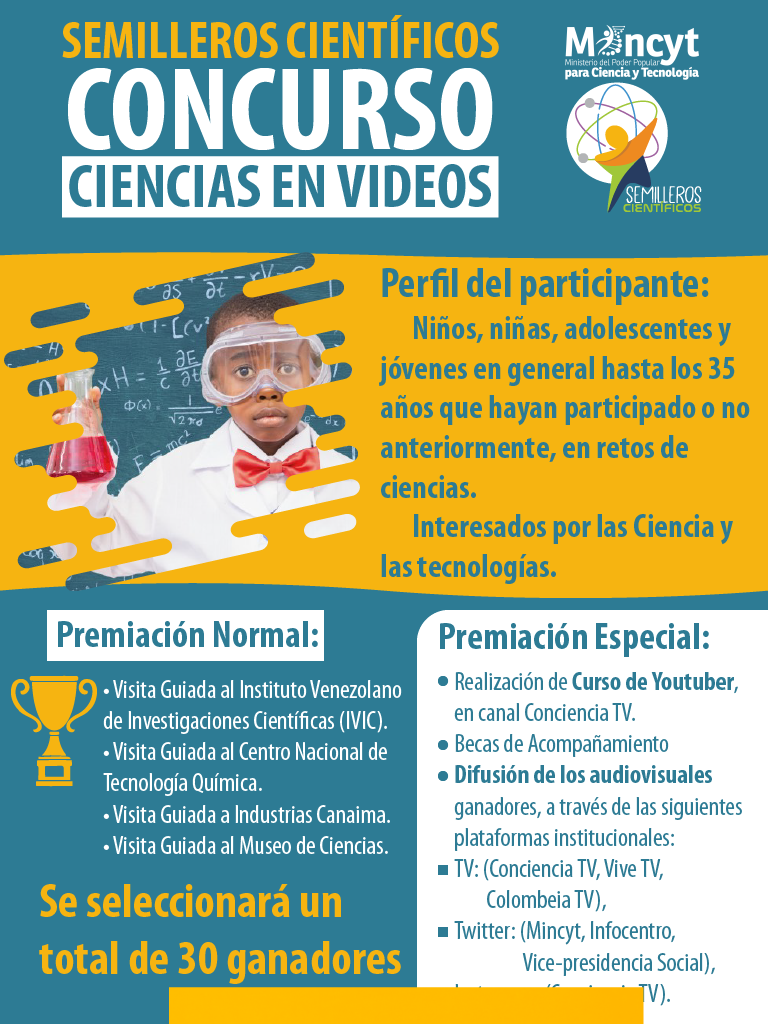 SEMILLEROS CIENTÍFICOS
CONCURSO
CIENCIAS EN VIDEOS
Mincyt
Ministerio del Poder Popular
para Ciencia y Tecnología
SEMILLEROS
CIENTÍFICOS
Perfil del participante:
Niños, niñas, adolescentes y
jóvenes en general hasta los 35
años que hayan participado o no
anteriormente, en retos de
ciencias.
Interesados por las Ciencia y
las tecnologías.
Premiación Normal:
• Visita Guiada al Instituto Venezolano
de Investigaciones Científicas (IVIC).
• Visita Guiada al Centro Nacional de
Tecnología Química.
• Visita Guiada a Industrias Canaima.
• Visita Guiada al Museo de Ciencias.
Se seleccionará un
total de 30 ganadores
Premiación Especial:
• Realización de Curso de Youtuber,
en canal Conciencia TV.
• Becas de Acompañamiento
• Difusión de los audiovisuales
ganadores, a través de las siguientes
plataformas institucionales:
▪ TV: (Conciencia TV, Vive TV,
Colombeia TV),
▪ Twitter: (Mincyt, Infocentro,
Vice-presidencia Social),
TV).